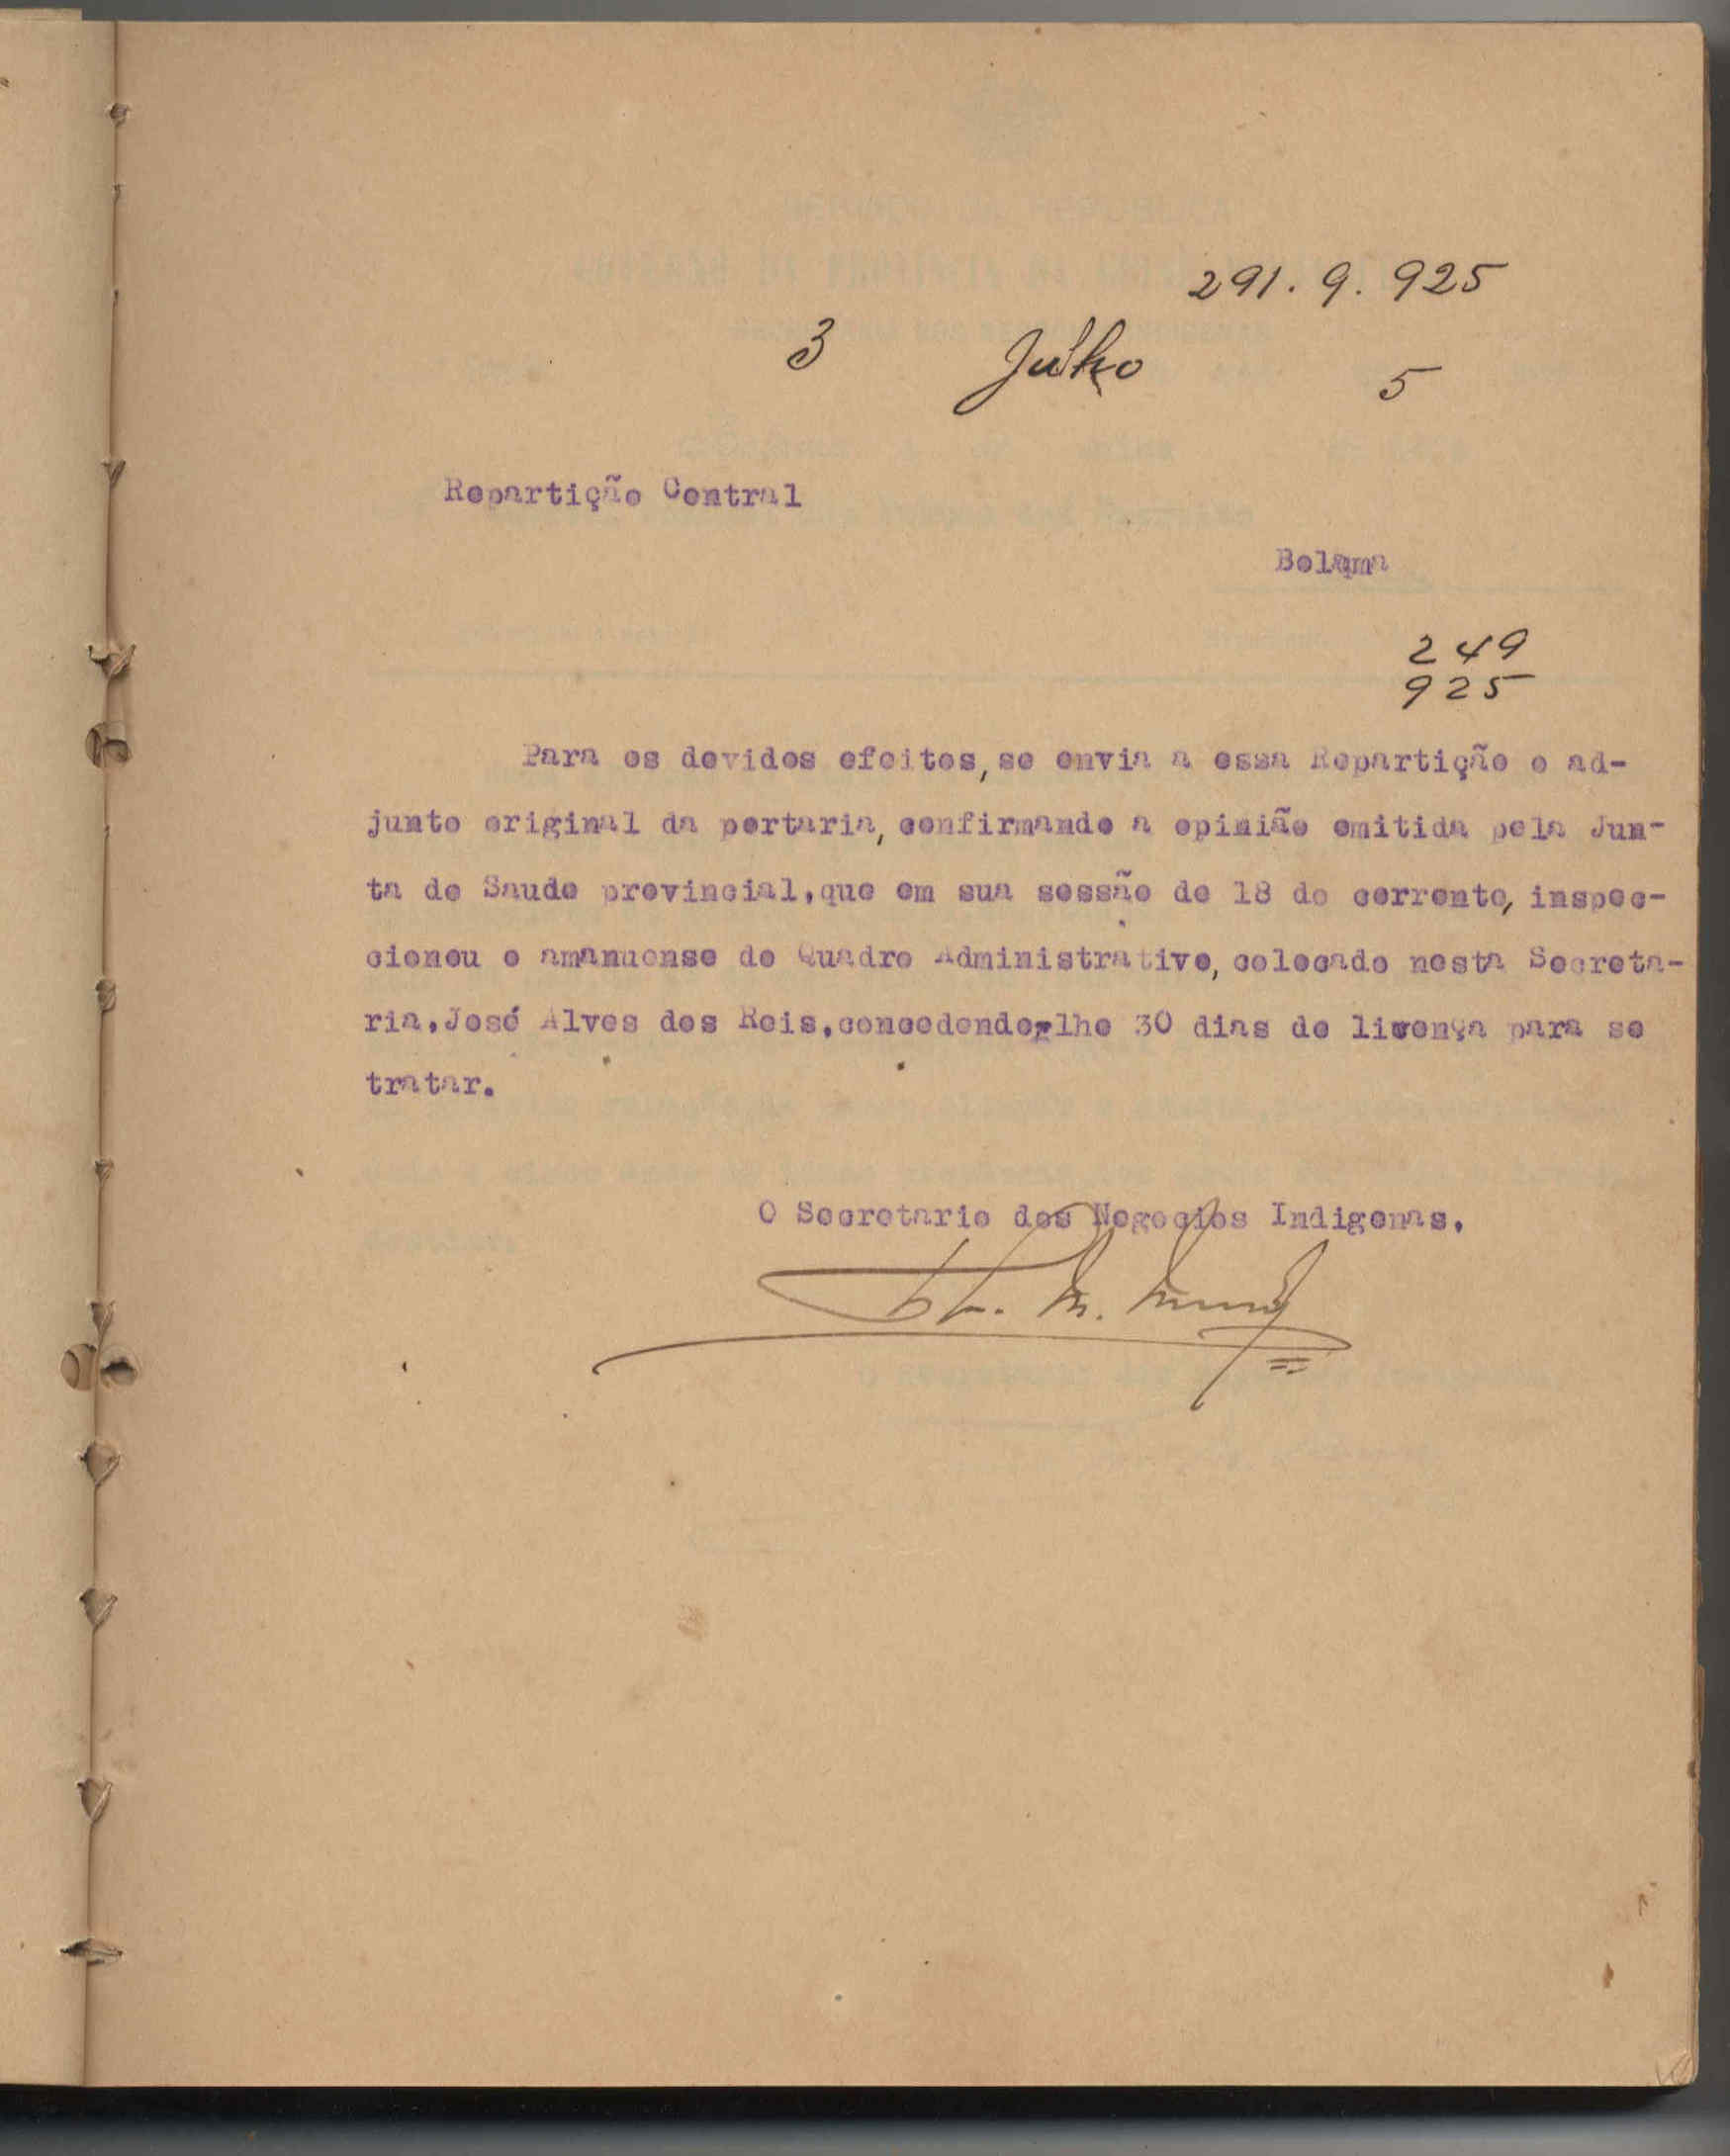 291.9.925
3 Julho 5
Repartição Central
Bolama
249
925
Para os devidos efeitos, se envia a essa Repartição o ad-
junto original da portaria, confirmando a opinião emitida pela Jun-
ta de Saude provincial, que em sua sessão de 18 do corrente, inspec-
cionou o amanuense do Quadro Administrativo, colocado nesta Secreta-
ria, José Alves dos Reis, concedendo-lhe 30 dias de licença para se
tratar.
O Secretario dos Negocios Indigenas.